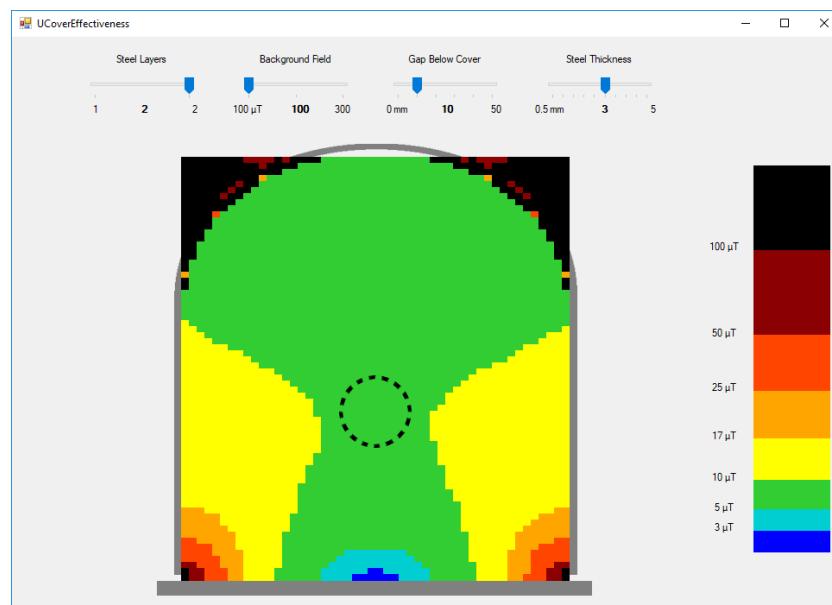 UCoverEffectiveness
Steel Layers Background Field Gap Below Cover Steel Thickness
1 2 2 100 µT 100 300 0 mm 10 50 0.5 mm 3 5
100 µT
50 µT
25 µT
17 µT
10 µT
5 µT
3 µT